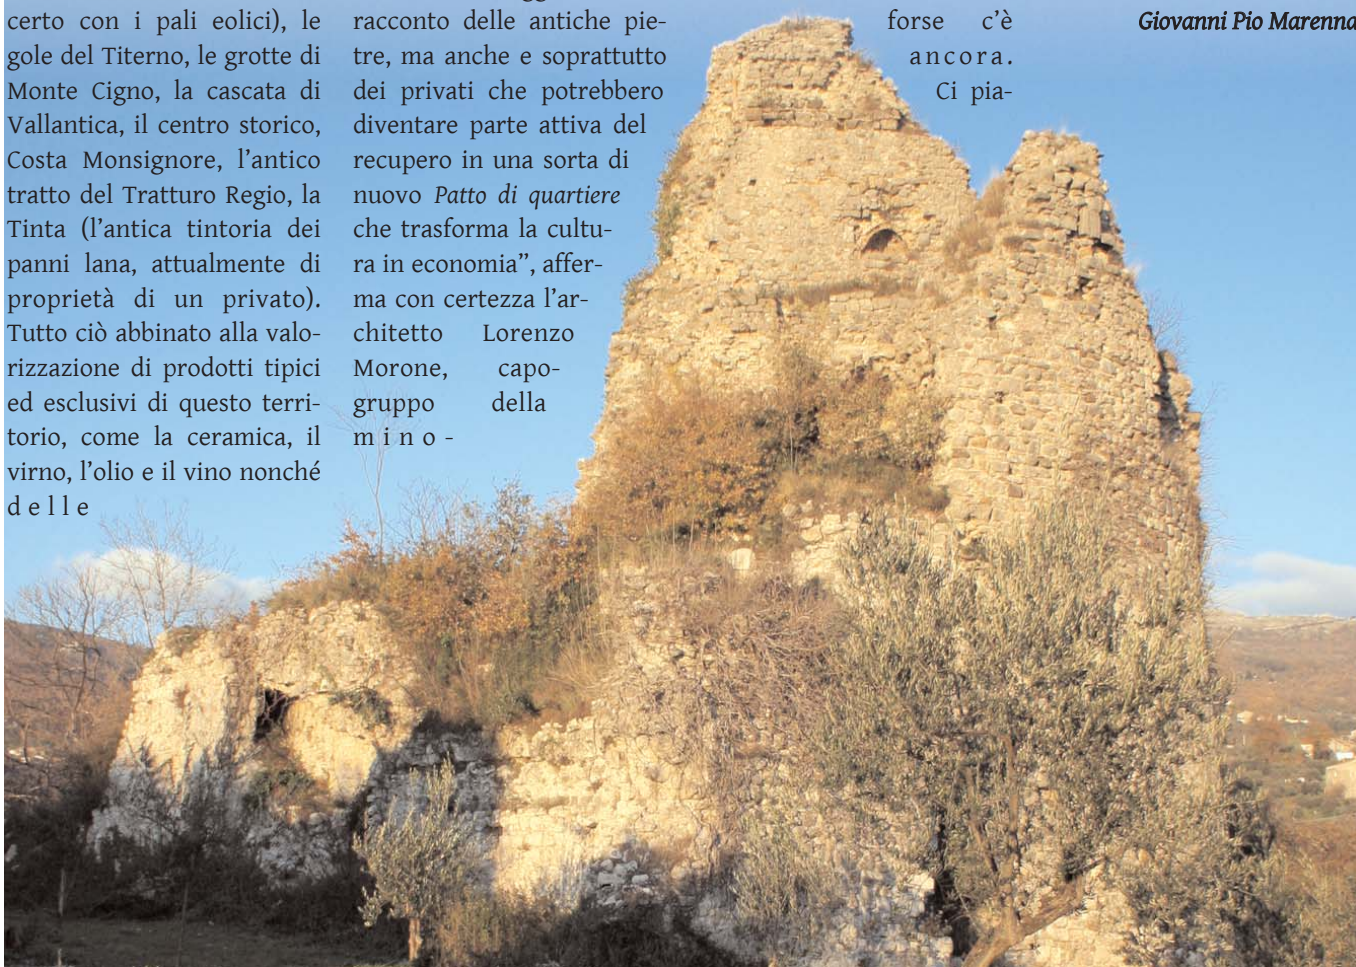 certo con i pali eolici), le
gole del Titerno, le grotte di
Monte Cigno, la cascata di
Vallantica, il centro storico,
Costa Monsignore, l'antico
tratto del Tratturo Regio, la
Tinta (l'antica tintoria dei
panni lana, attualmente di
proprietà di un privato).
Tutto ciò abbinato alla valo-
rizzazione di prodotti tipici
ed esclusivi di questo terri-
torio, come la ceramica, il
virno, l'olio e il vino nonché
delle
racconto delle antiche pie-
tre, ma anche e soprattutto
dei privati che potrebbero
diventare parte attiva del
recupero in una sorta di
nuovo Patto di quartiere
che trasforma la cultu-
ra in economia”, affer-
ma con certezza l'ar-
chitetto Lorenzo
Morone, capo-
gruppo della
mino-
forse c'è
ancora.
Ci pia-
Giovanni Pio Marenna